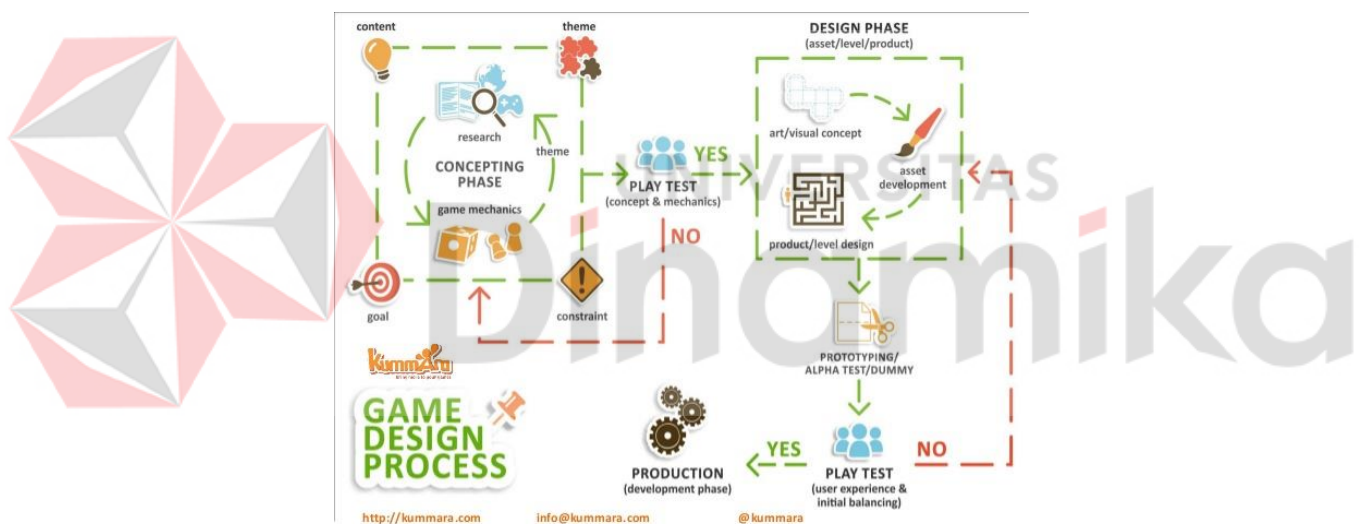 content
theme
DESIGN PHASE
(asset/level/product)
research
theme
CONCEPTING
PHASE
game mechanics
goal
constraint
PLAY TEST
(concept & mechanics)
YES
NO
art/visual concept
asset
development
product/level design
PROTOTYPING/
ALPHA TEST/DUMMY
PLAY TEST
(user experience &
initial balancing)
YES
NO
PRODUCTION
(development phase)
Kummara
GAME
DESIGN
PROCESS
http://kummara.com
info@kummara.com
@kummara
UNIVERSITAS
Dinamika